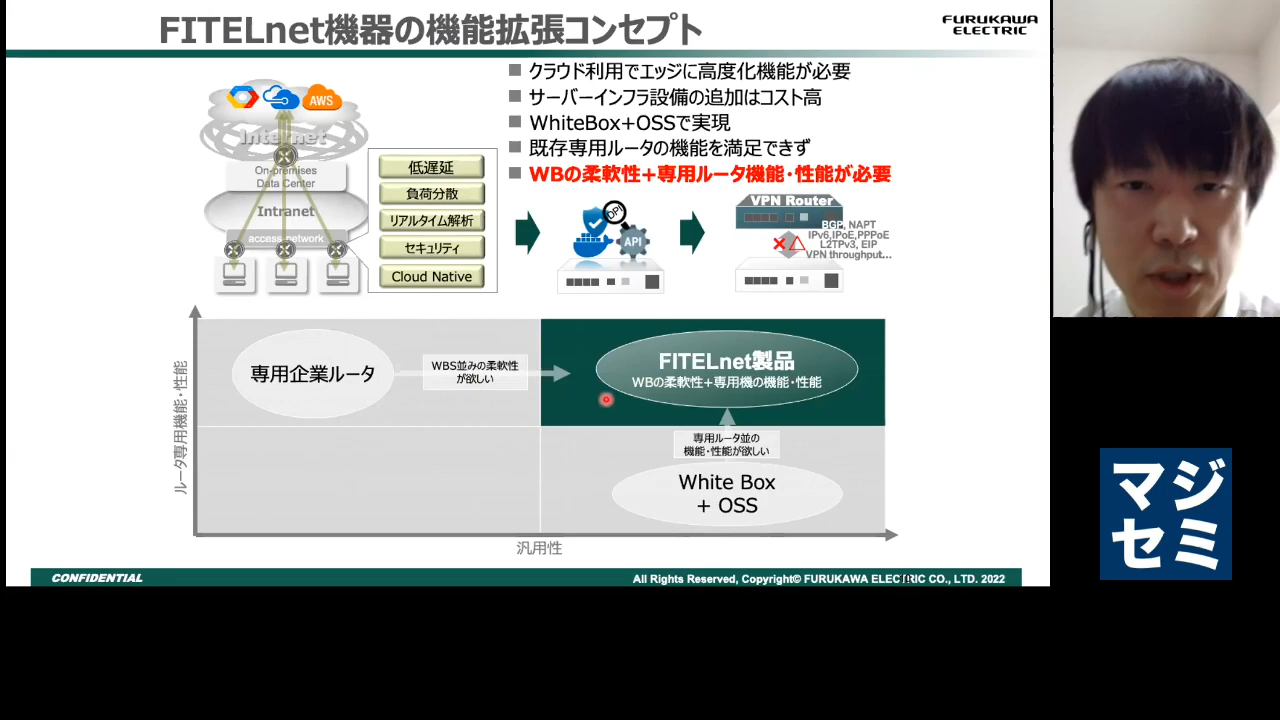 FITELnet機器の機能拡張コンセプト
FURUKAWA
ELECTRIC
クラウド利用でエッジに高度化機能が必要
サーバーインフラ設備の追加はコスト高
WhiteBox+OSSで実現
既存専用ルータの機能を満足できず
WBの柔軟性+専用ルータ機能・性能が必要
AWS
Internet
On-premises
Data Center
Intranet
access network
低遅延
負荷分散
リアルタイム解析
セキュリティ
Cloud Native
DPI
API
VPN Router
BGP, NAPT
IPv6,IPoE,PPPoE
L2TPv3, EIP
VPN throughput...
ルータ専用機能・性能
専用企業ルータ
WBS並みの柔軟性
が欲しい
FITELnet製品
WBの柔軟性+専用機の機能・性能
専用ルータ並の
機能・性能が欲しい
White Box
+ OSS
汎用性
CONFIDENTIAL
All Rights Reserved, Copyright© FURUKAWA ELECTRIC CO., LTD. 2022
マジ
セミ